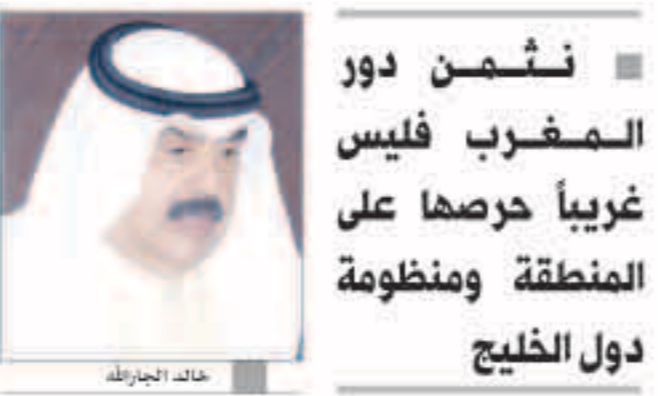 نثمن دور
المغرب فليس
غريباً حرصها على
المنطقة ومنظومة
دول الخليج
خالد الجارالله